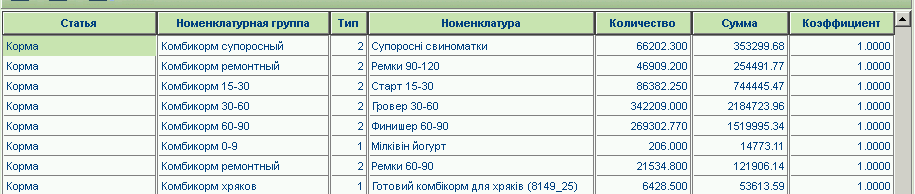 Статья Номенклатурная группа Тип Номенклатура Количество Сумма Коэффициент
Корма Комбикорм супоросный 2 Супоросні свиноматки 66202.300 353299.68 1.0000
Корма Комбикорм ремонтный 2 Ремки 90-120 46909.200 254491.77 1.0000
Корма Комбикорм 15-30 2 Старт 15-30 86382.250 744445.47 1.0000
Корма Комбикорм 30-60 2 Гровер 30-60 342209.000 2184723.96 1.0000
Корма Комбикорм 60-90 2 Финишер 60-90 269302.770 1519995.34 1.0000
Корма Комбикорм 0-9 1 Мілківін йогурт 206.000 14773.11 1.0000
Корма Комбикорм ремонтный 2 Ремки 60-90 21534.800 121906.14 1.0000
Корма Комбикорм хряков 1 Готовий комбікорм для хряків (8149_25) 6428.500 53613.59 1.0000